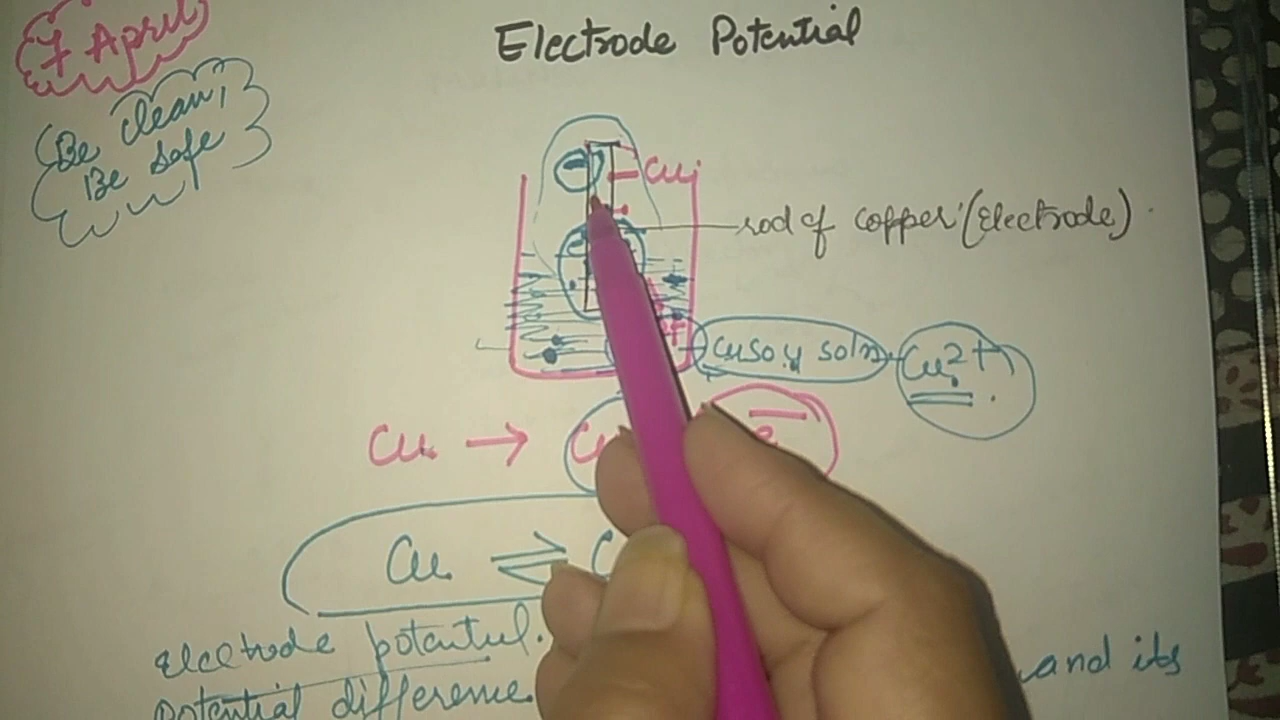 7 April
Electrode Potential
Be clean,
Be safe
Cu
rod of copper (Electrode)
CuSO4 soln
Cu2+
Cu →
e
Cu ⇌ C
Electrode potential.
and its
potential difference